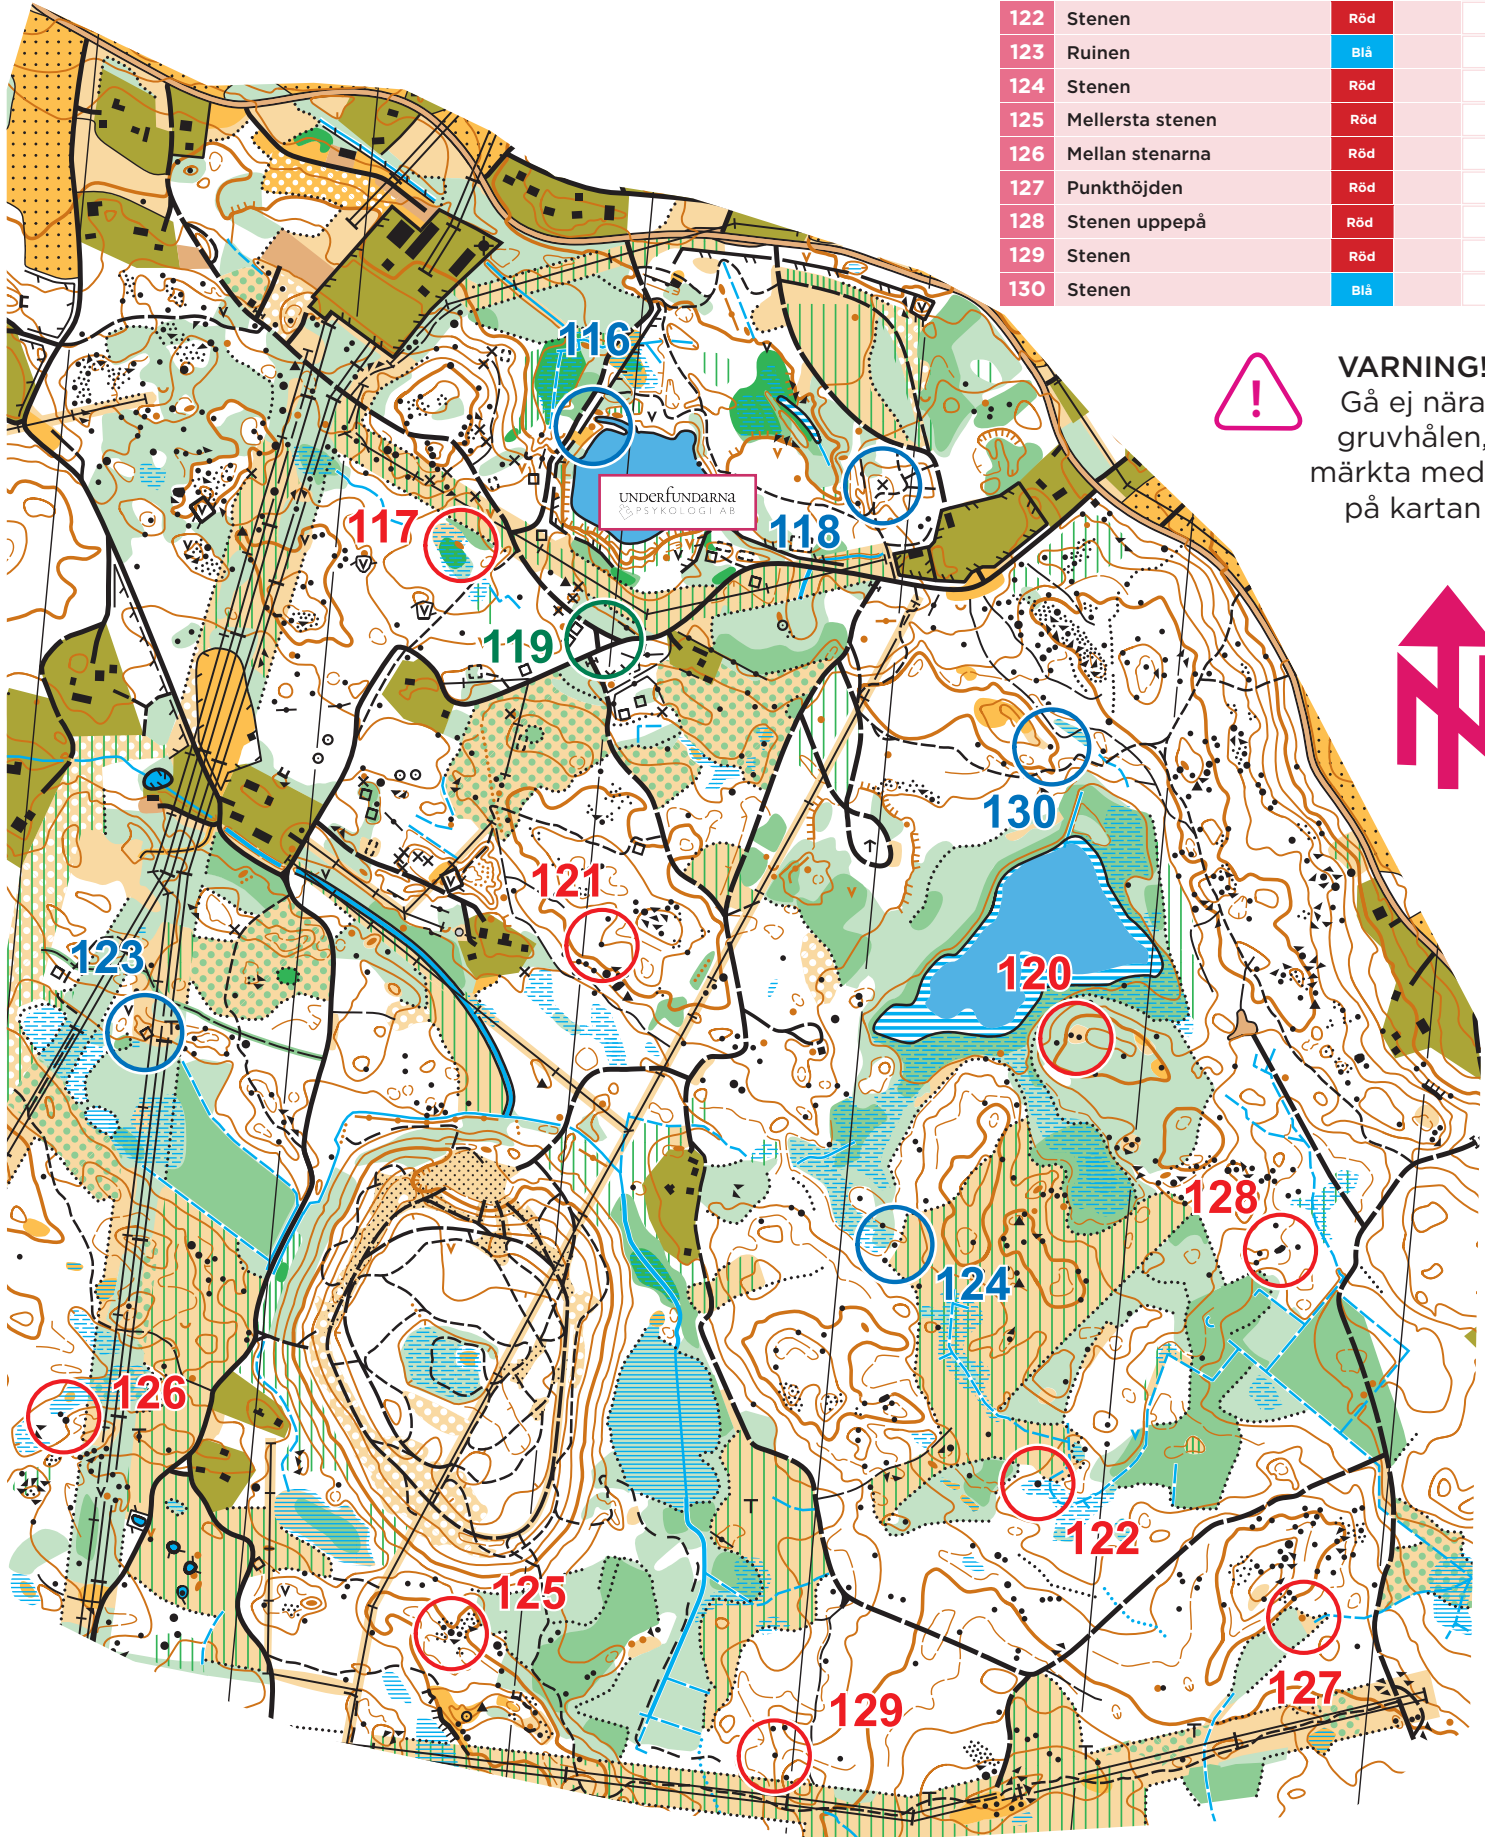 122 Stenen Röd
123 Ruinen Blå
124 Stenen Röd
125 Mellersta stenen Röd
126 Mellan stenarna Röd
127 Punkthöjden Röd
128 Stenen uppepå Röd
129 Stenen Röd
130 Stenen Blå
VARNING!
Gå ej nära
gruvhålen,
märkta med
på kartan
!
N
116
UNDERFUNDARNA
PSYKOLOGI AB
117
118
119
130
121
123
120
128
124
126
122
125
127
129